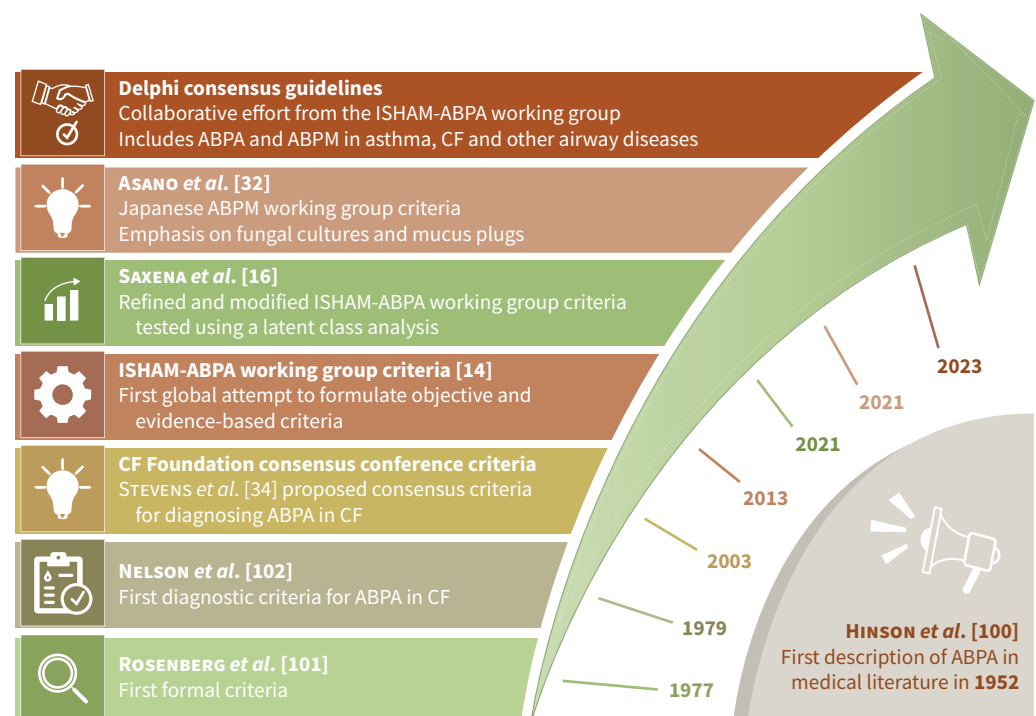 Delphi consensus guidelines
Collaborative effort from the ISHAM-ABPA working group
Includes ABPA and ABPM in asthma, CF and other airway diseases
ASANO et al. [32]
Japanese ABPM working group criteria
Emphasis on fungal cultures and mucus plugs
SAXENA et al. [16]
Refined and modified ISHAM-ABPA working group criteria
tested using a latent class analysis
ISHAM-ABPA working group criteria [14]
First global attempt to formulate objective and
evidence-based criteria
CF Foundation consensus conference criteria
STEVENS et al. [34] proposed consensus criteria
for diagnosing ABPA in CF
NELSON et al. [102]
First diagnostic criteria for ABPA in CF
ROSENBERG et al. [101]
First formal criteria
2023
2021
2021
2013
2003
1979
1977
HINSON et al. [100]
First description of ABPA in
medical literature in 1952